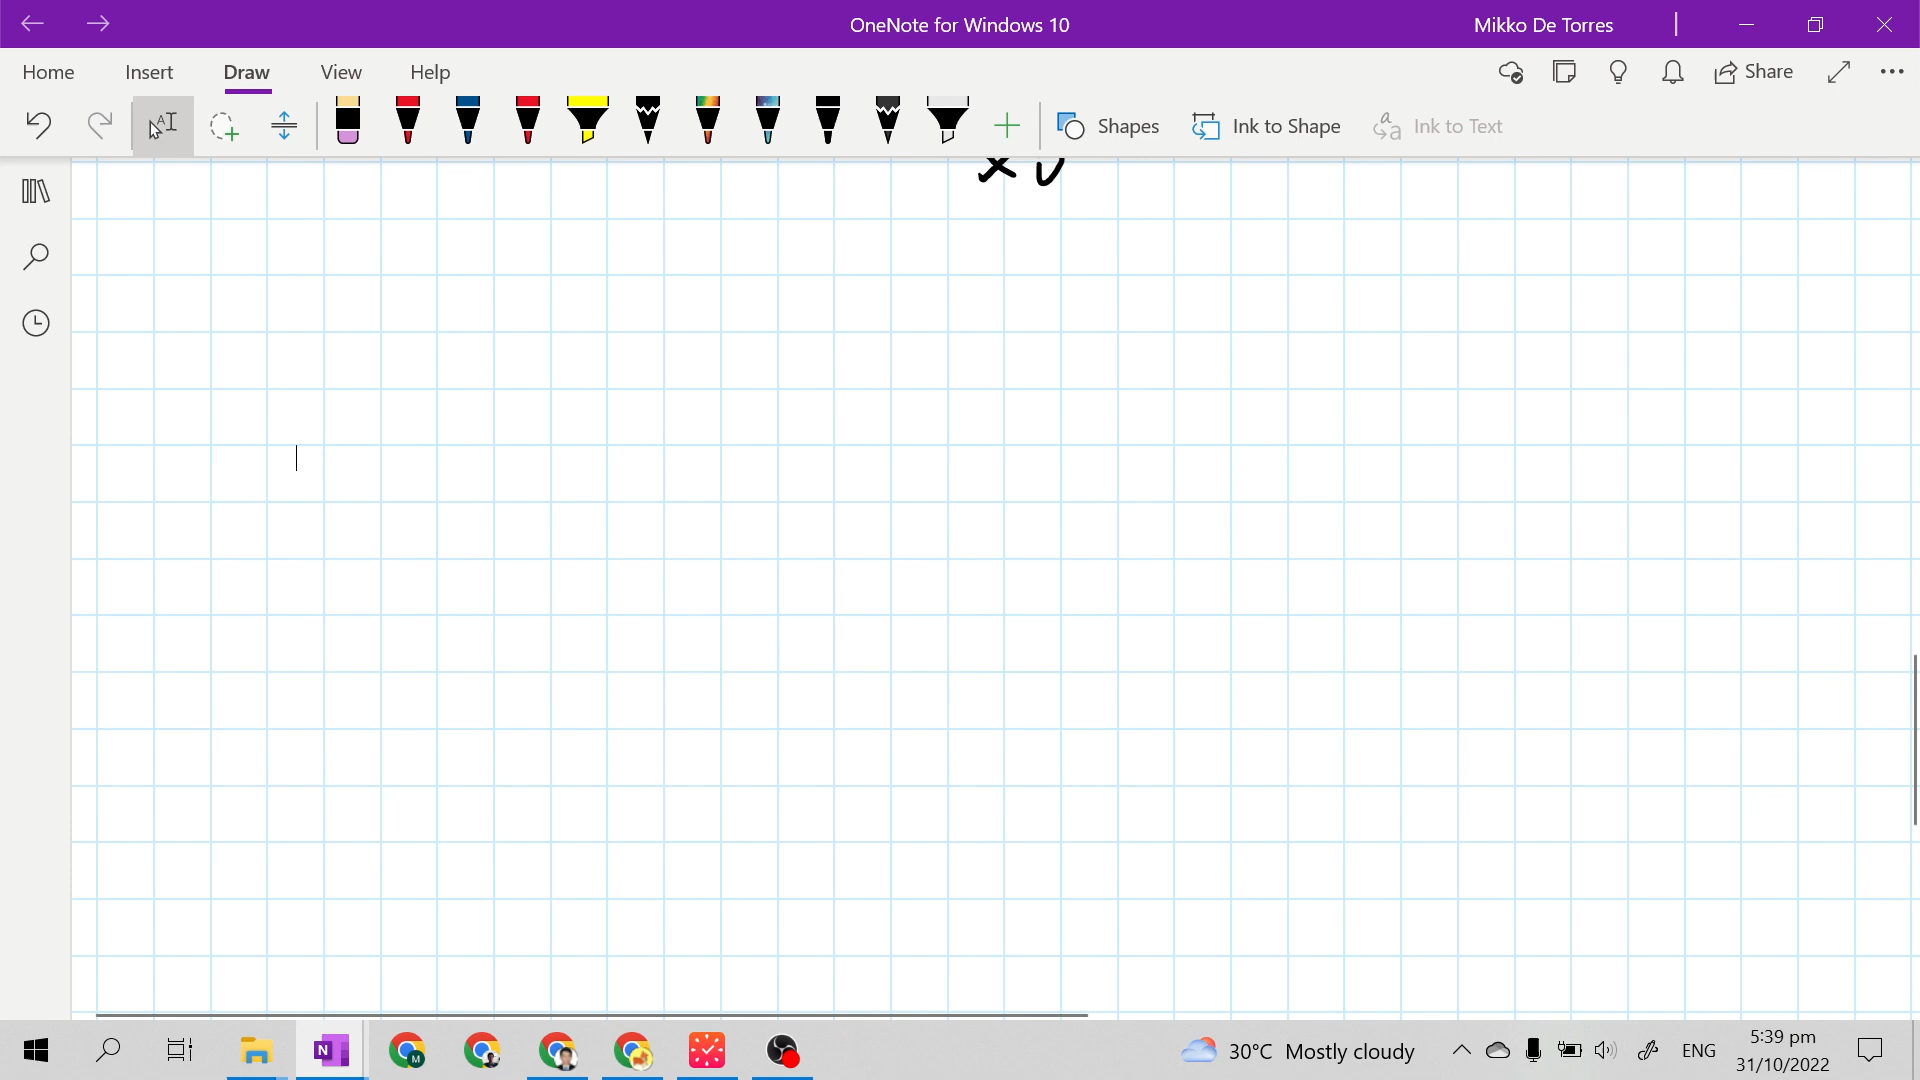 OneNote for Windows 10 Mikko De Torres
Home Insert Draw View Help Share
Shapes Ink to Shape Ink to Text
30°C Mostly cloudy ENG 5:39 pm
31/10/2022